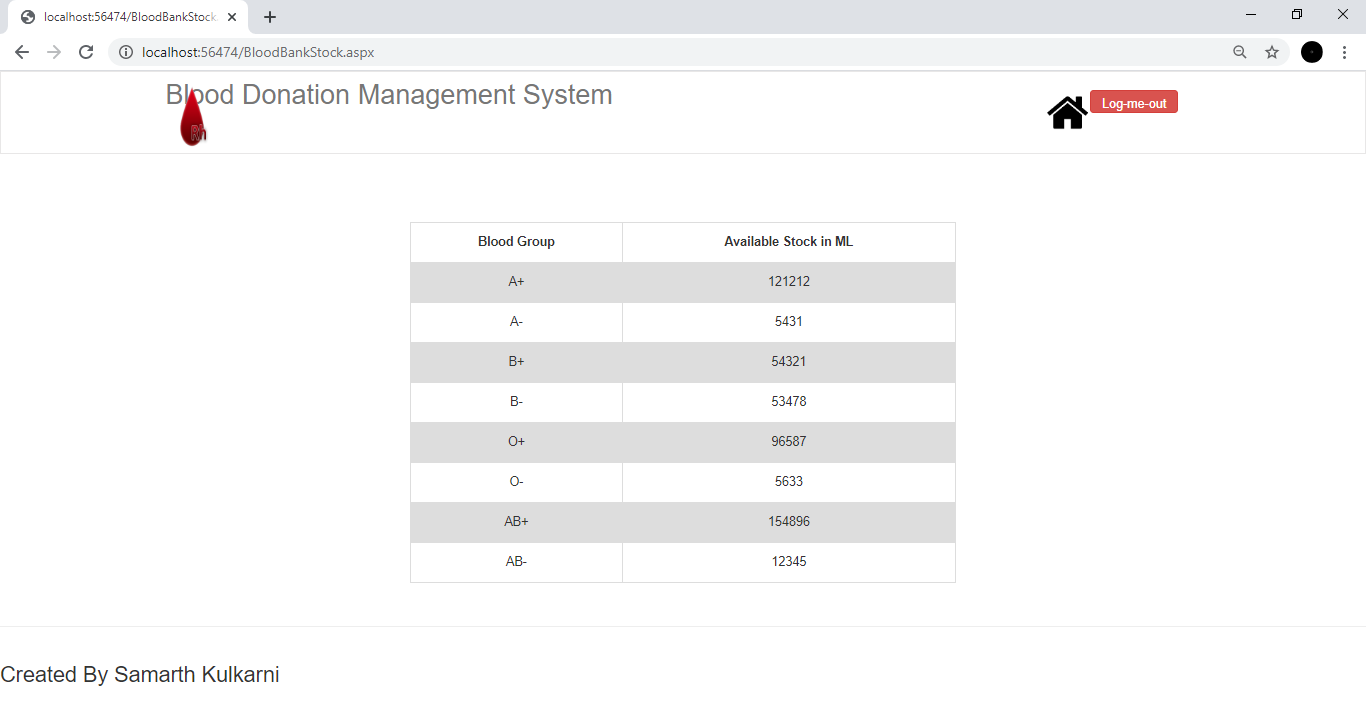 localhost:56474/BloodBankStock
localhost:56474/BloodBankStock.aspx
Blood Donation Management System
Rh
Log-me-out
Blood Group Available Stock in ML
A+ 121212
A- 5431
B+ 54321
B- 53478
O+ 96587
O- 5633
AB+ 154896
AB- 12345
Created By Samarth Kulkarni